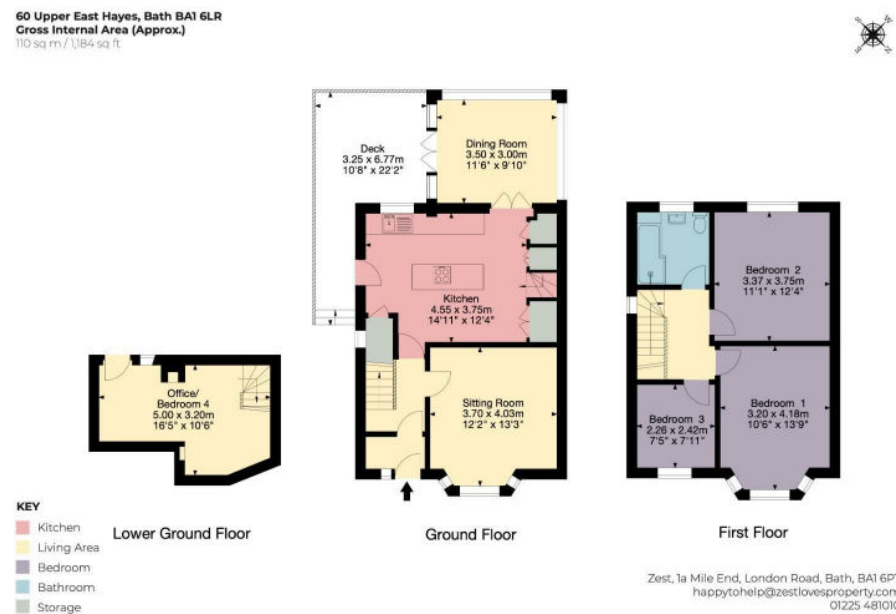 60 Upper East Hayes, Bath BA1 6LR
Gross Internal Area (Approx.)
110 sq m / 1,184 sq ft
Deck
3.25 x 6.77m
10'8" x 22'2"
Dining Room
3.50 x 3.00m
11'6" x 9'10"
Kitchen
4.55 x 3.75m
14'11" x 12'4"
Bedroom 2
3.37 x 3.75m
11'1" x 12'4"
Office/
Bedroom 4
5.00 x 3.20m
16'5" x 10'6"
Sitting Room
3.70 x 4.03m
12'2" x 13'3"
Bedroom 3
2.26 x 2.42m
7'5" x 7'11"
Bedroom 1
3.20 x 4.18m
10'6" x 13'9"
Lower Ground Floor
Ground Floor
First Floor
KEY
Kitchen
Living Area
Bedroom
Bathroom
Storage
Zest, 1a Mile End, London Road, Bath, BA1 6P
happytohelp@zestlovesproperty.com
01225 48101